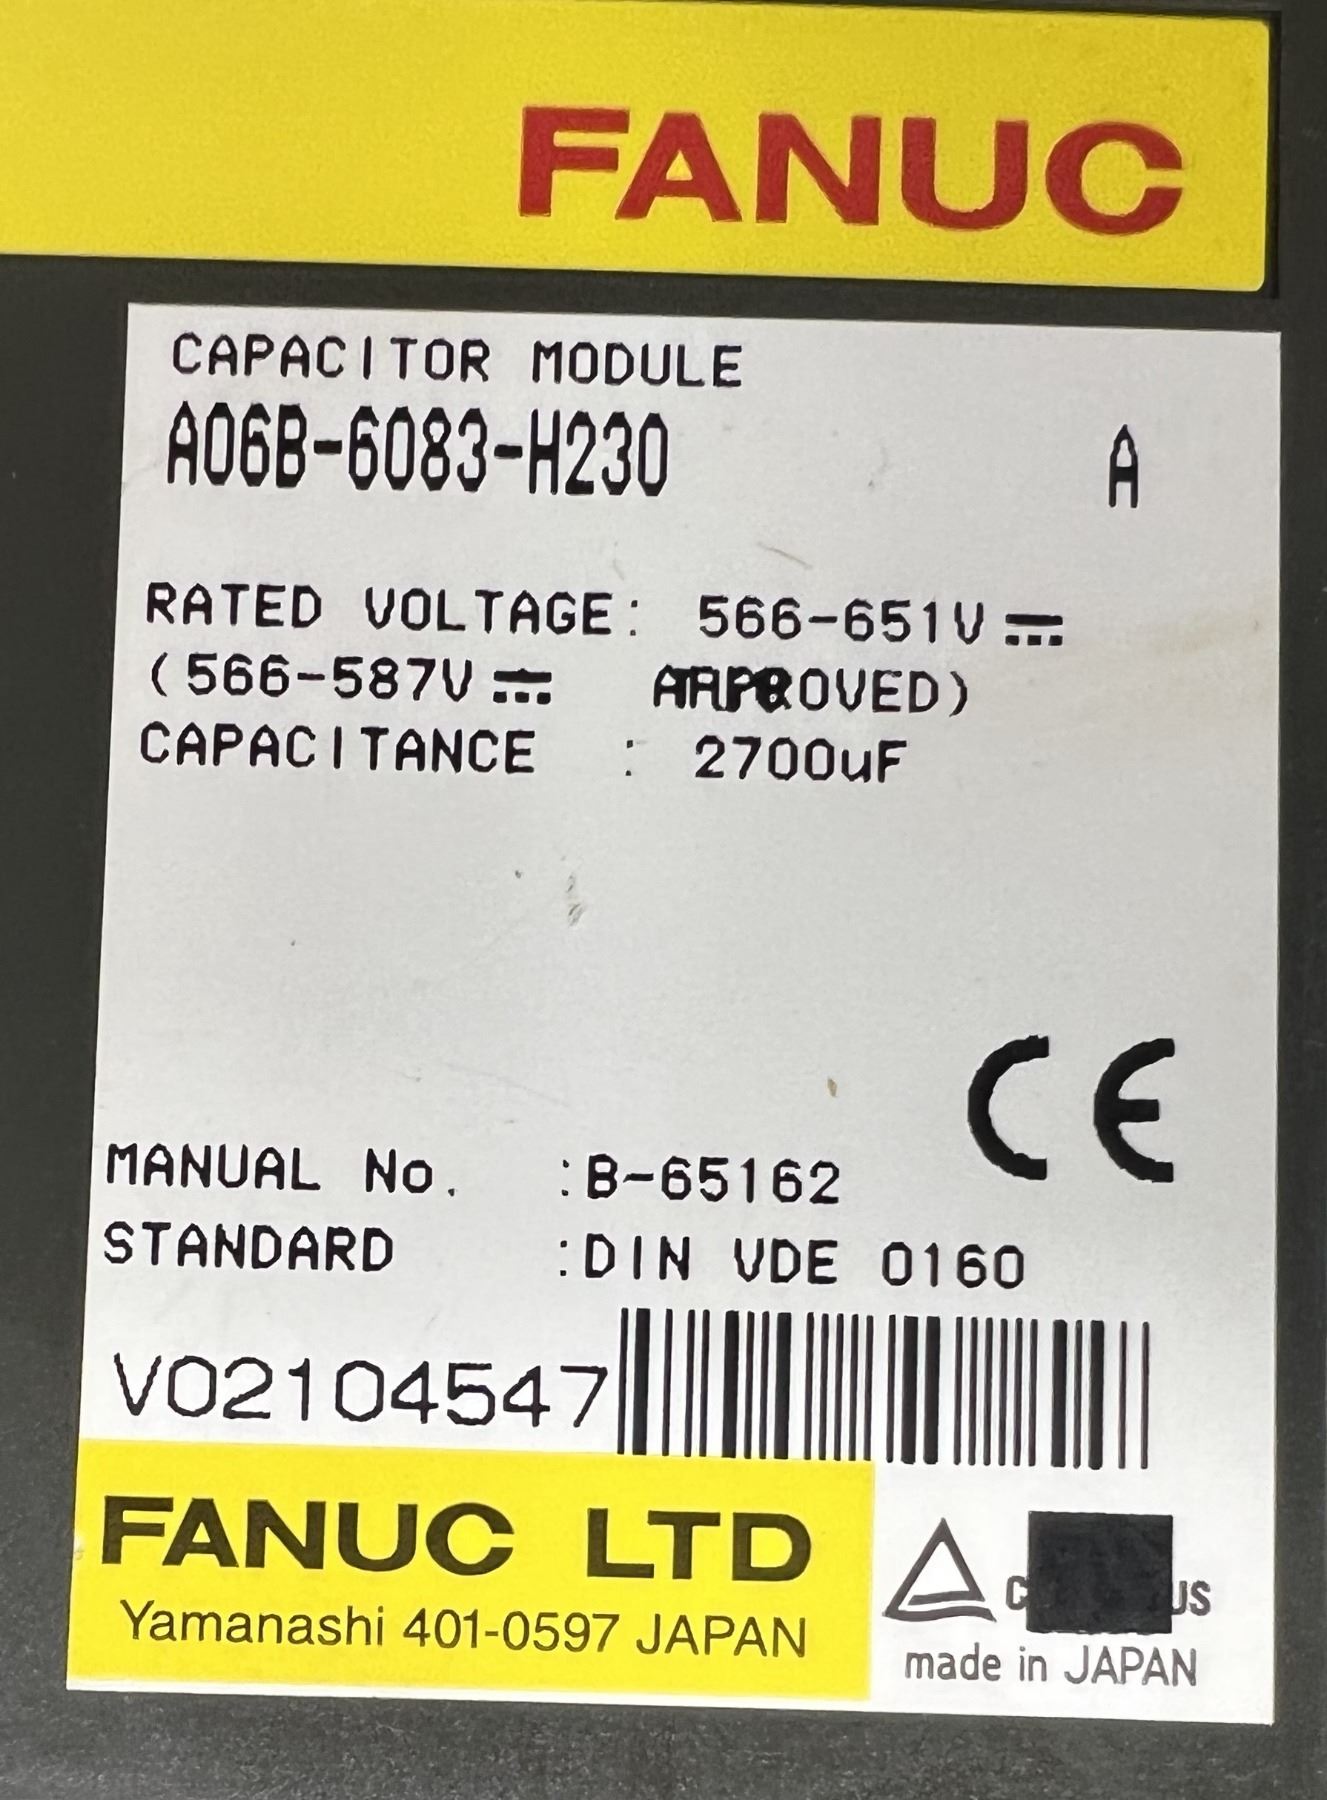 FANUC
CAPACITOR MODULE
A06B-6083-H230 A
RATED VOLTAGE: 566-651V⎓
(566-587V⎓ APPROVED)
CAPACITANCE : 2700uF
CE
MANUAL No. :B-65162
STANDARD :DIN VDE 0160
V02104547
FANUC LTD
Yamanashi 401-0597 JAPAN
C US
made in JAPAN